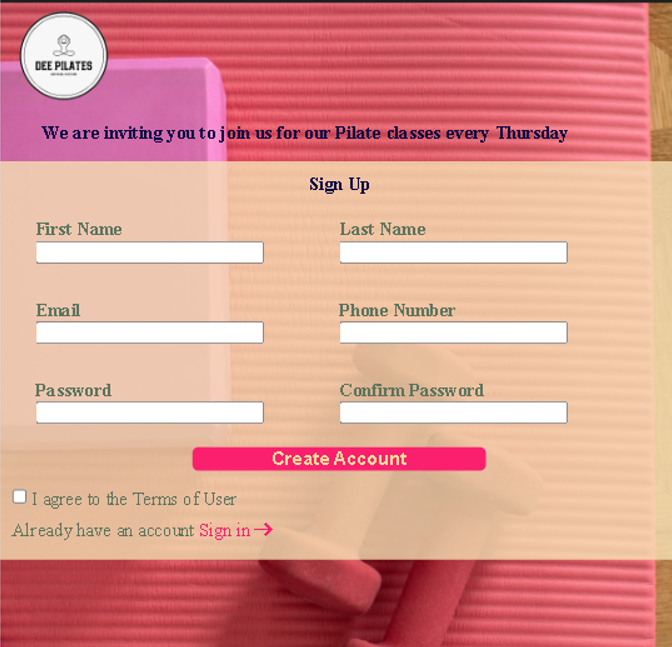 DEE PILATES
We are inviting you to join us for our Pilate classes every Thursday
Sign Up
First Name Last Name
Email Phone Number
Password Confirm Password
Create Account
I agree to the Terms of User
Already have an account Sign in →